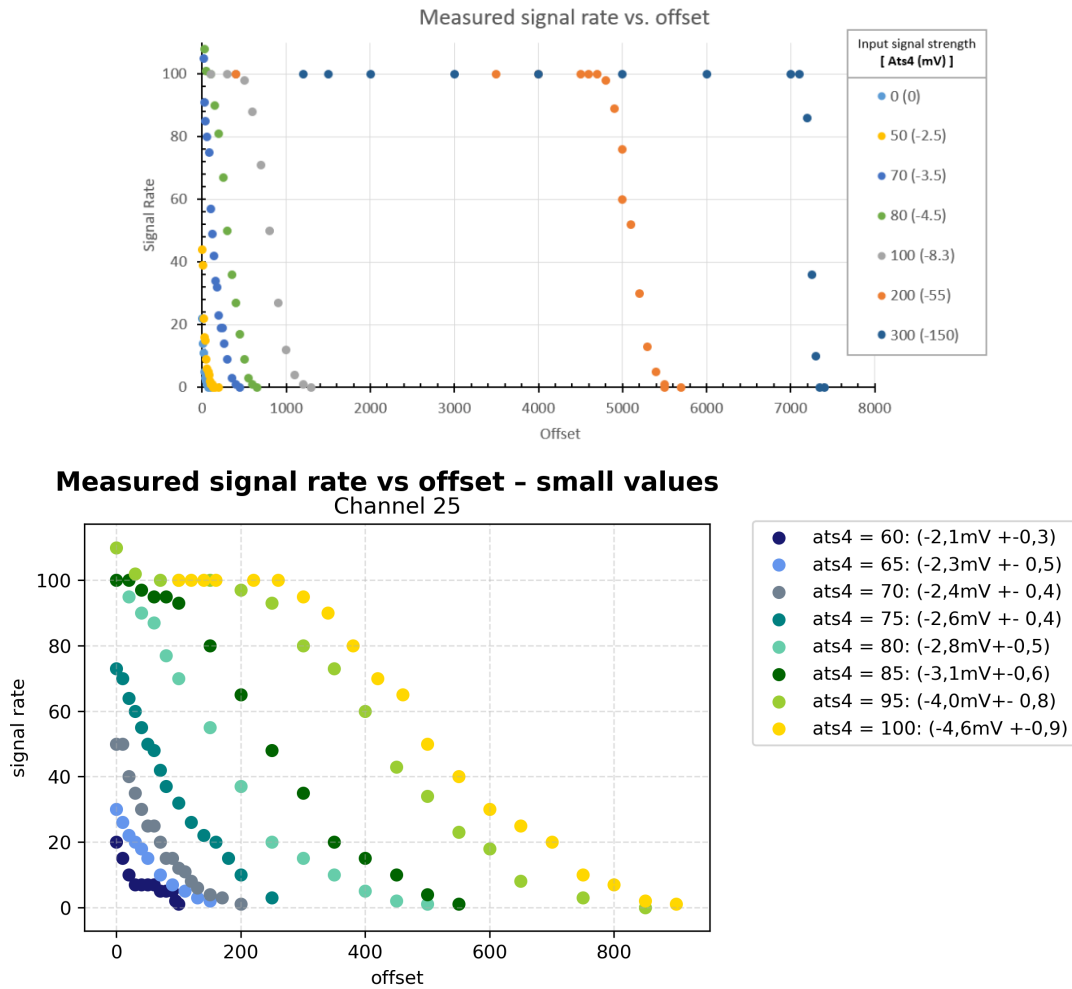 Measured signal rate vs. offset
Input signal strength
[ Ats4 (mV) ]
0 (0)
50 (-2.5)
70 (-3.5)
80 (-4.5)
100 (-8.3)
200 (-55)
300 (-150)
Signal Rate
100
80
60
40
20
0
0 1000 2000 3000 4000 5000 6000 7000 8000
Offset
Measured signal rate vs offset – small values
Channel 25
signal rate
100
80
60
40
20
0
0 200 400 600 800
offset
ats4 = 60: (-2,1mV +-0,3)
ats4 = 65: (-2,3mV +- 0,5)
ats4 = 70: (-2,4mV +- 0,4)
ats4 = 75: (-2,6mV +- 0,4)
ats4 = 80: (-2,8mV+-0,5)
ats4 = 85: (-3,1mV+-0,6)
ats4 = 95: (-4,0mV+- 0,8)
ats4 = 100: (-4,6mV +-0,9)